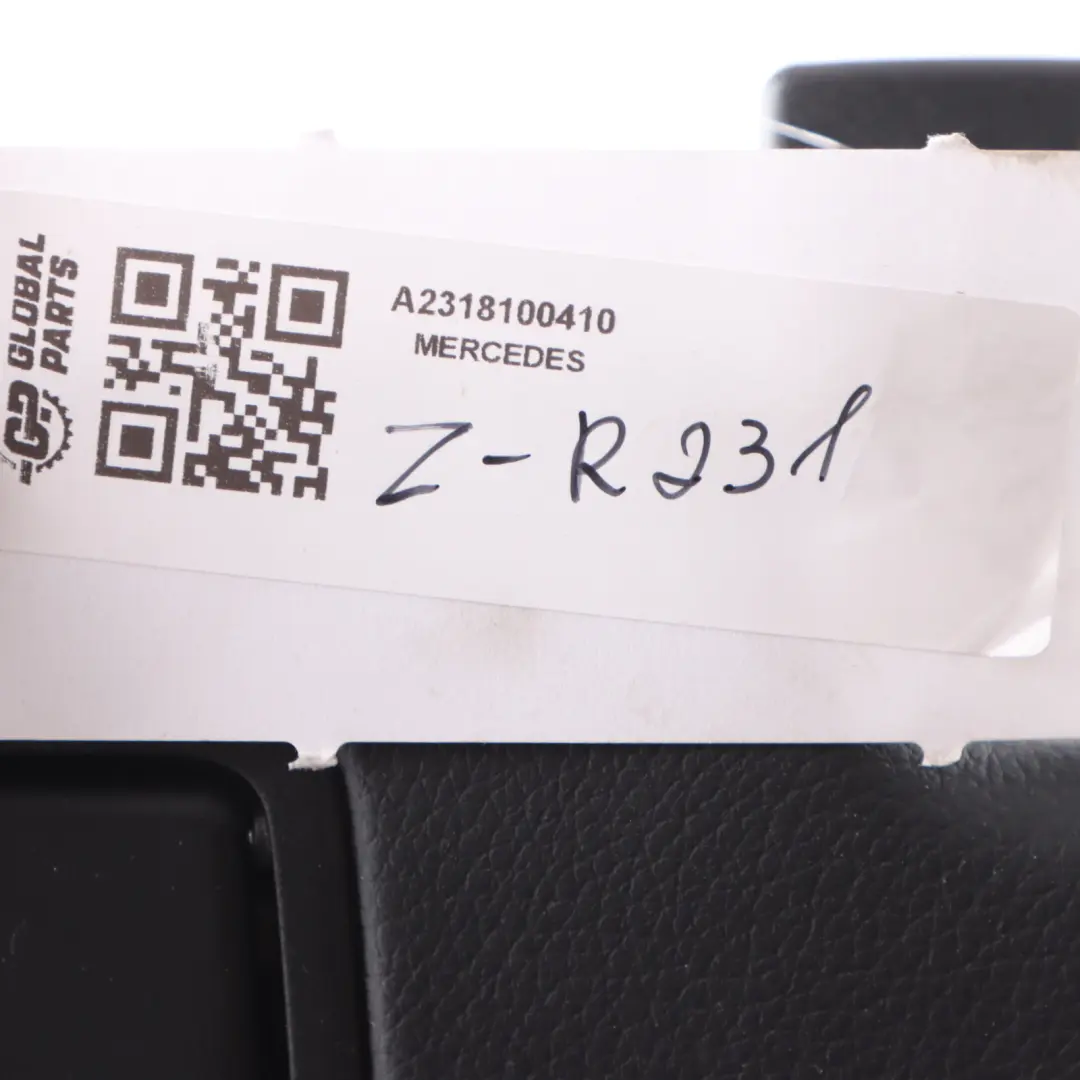 GLOBAL
PARTS
A2318100410
MERCEDES
Z-R231